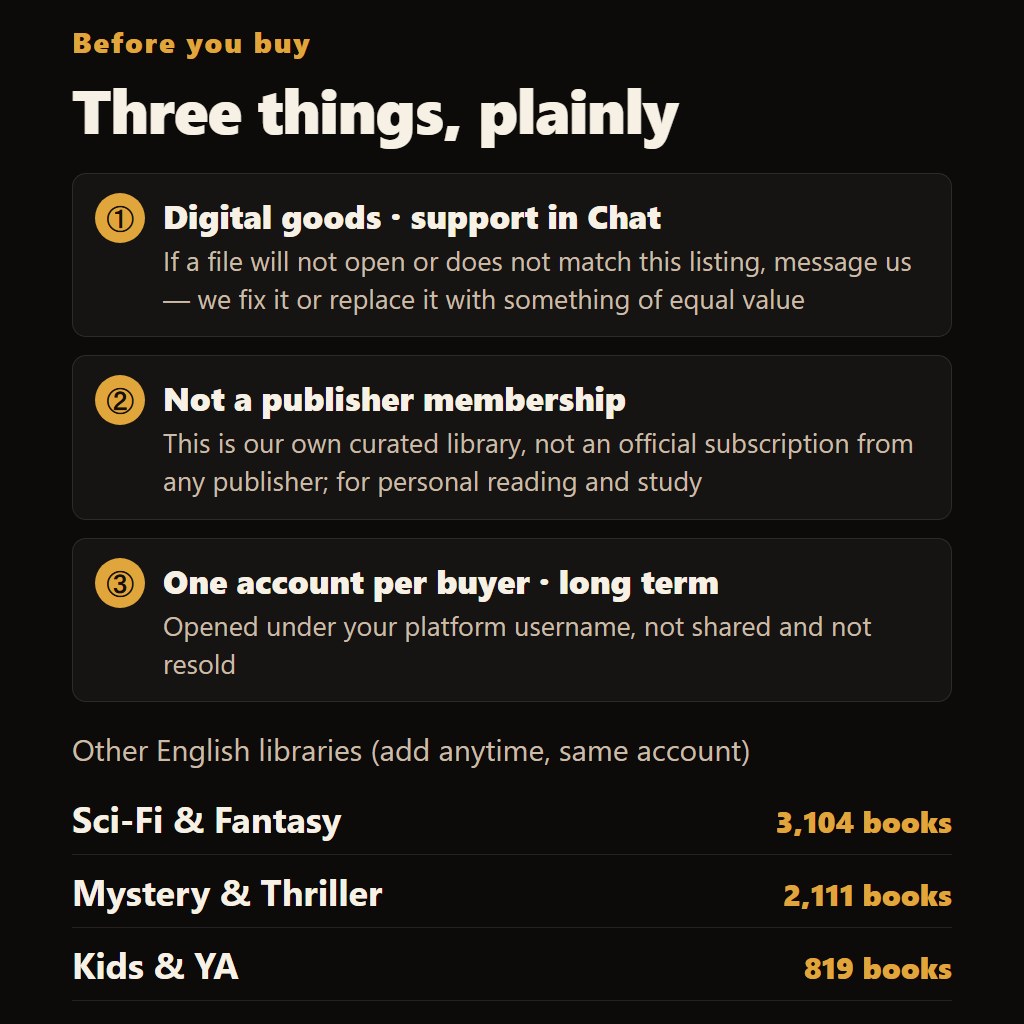 Before you buy
Three things, plainly
① Digital goods · support in Chat
If a file will not open or does not match this listing, message us
— we fix it or replace it with something of equal value
② Not a publisher membership
This is our own curated library, not an official subscription from
any publisher; for personal reading and study
③ One account per buyer · long term
Opened under your platform username, not shared and not
resold
Other English libraries (add anytime, same account)
Sci-Fi & Fantasy 3,104 books
Mystery & Thriller 2,111 books
Kids & YA 819 books